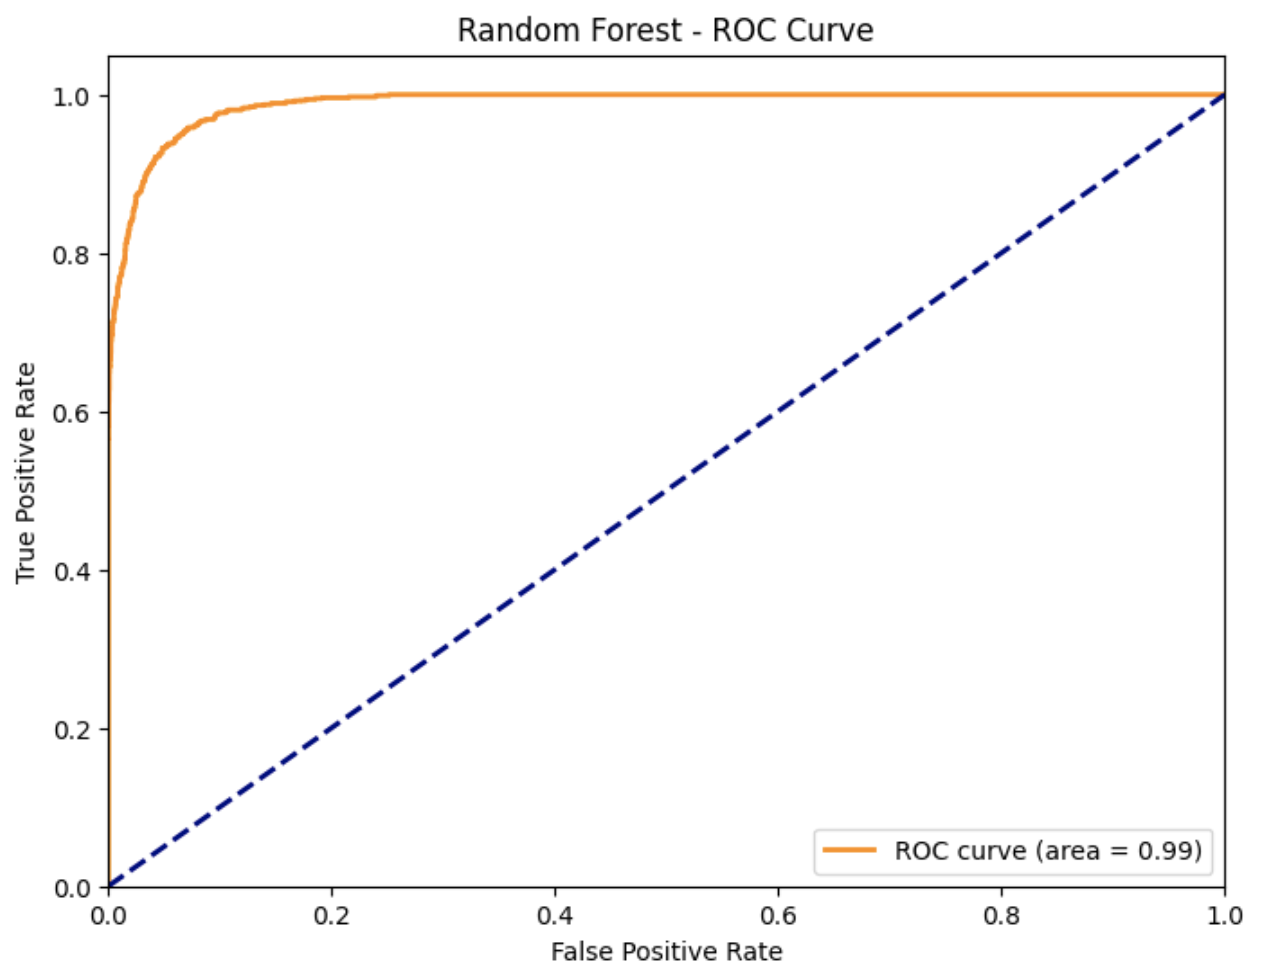 Random Forest - ROC Curve
True Positive Rate
1.0
0.8
0.6
0.4
0.2
0.0
ROC curve (area = 0.99)
0.0 0.2 0.4 0.6 0.8 1.0
False Positive Rate